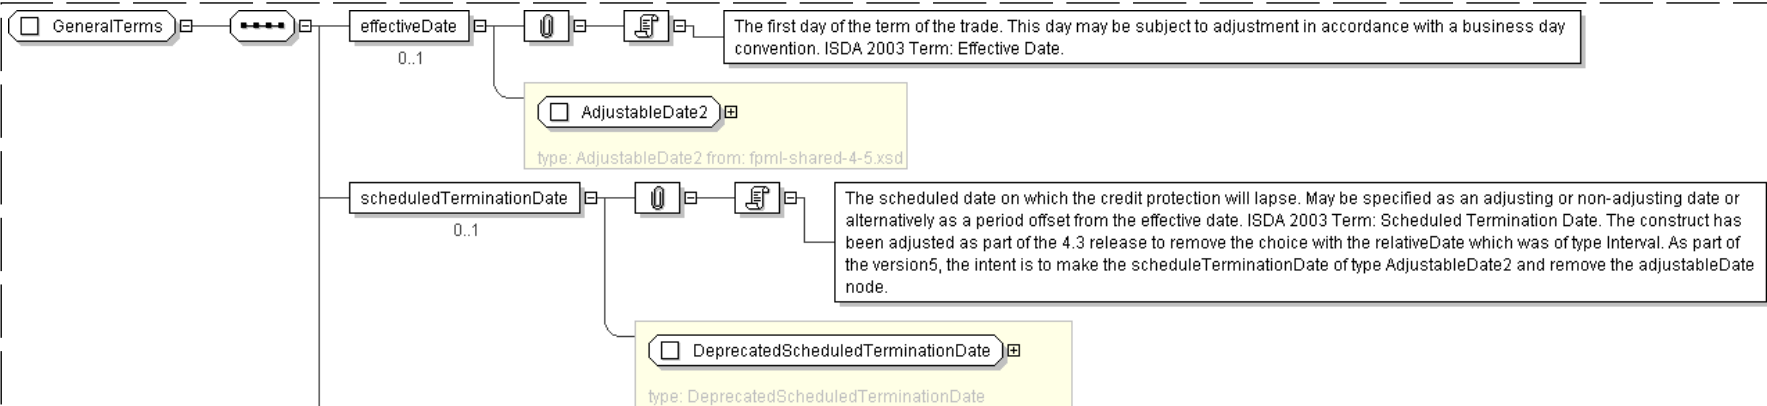 GeneralTerms
effectiveDate
0..1
The first day of the term of the trade. This day may be subject to adjustment in accordance with a business day
convention. ISDA 2003 Term: Effective Date.
AdjustableDate2
type: AdjustableDate2 from: fpml-shared-4-5.xsd
scheduledTerminationDate
0..1
The scheduled date on which the credit protection will lapse. May be specified as an adjusting or non-adjusting date or
alternatively as a period offset from the effective date. ISDA 2003 Term: Scheduled Termination Date. The construct has
been adjusted as part of the 4.3 release to remove the choice with the relativeDate which was of type Interval. As part of
the version5, the intent is to make the scheduleTerminationDate of type AdjustableDate2 and remove the adjustableDate
node.
DeprecatedScheduledTerminationDate
type: DeprecatedScheduledTerminationDate